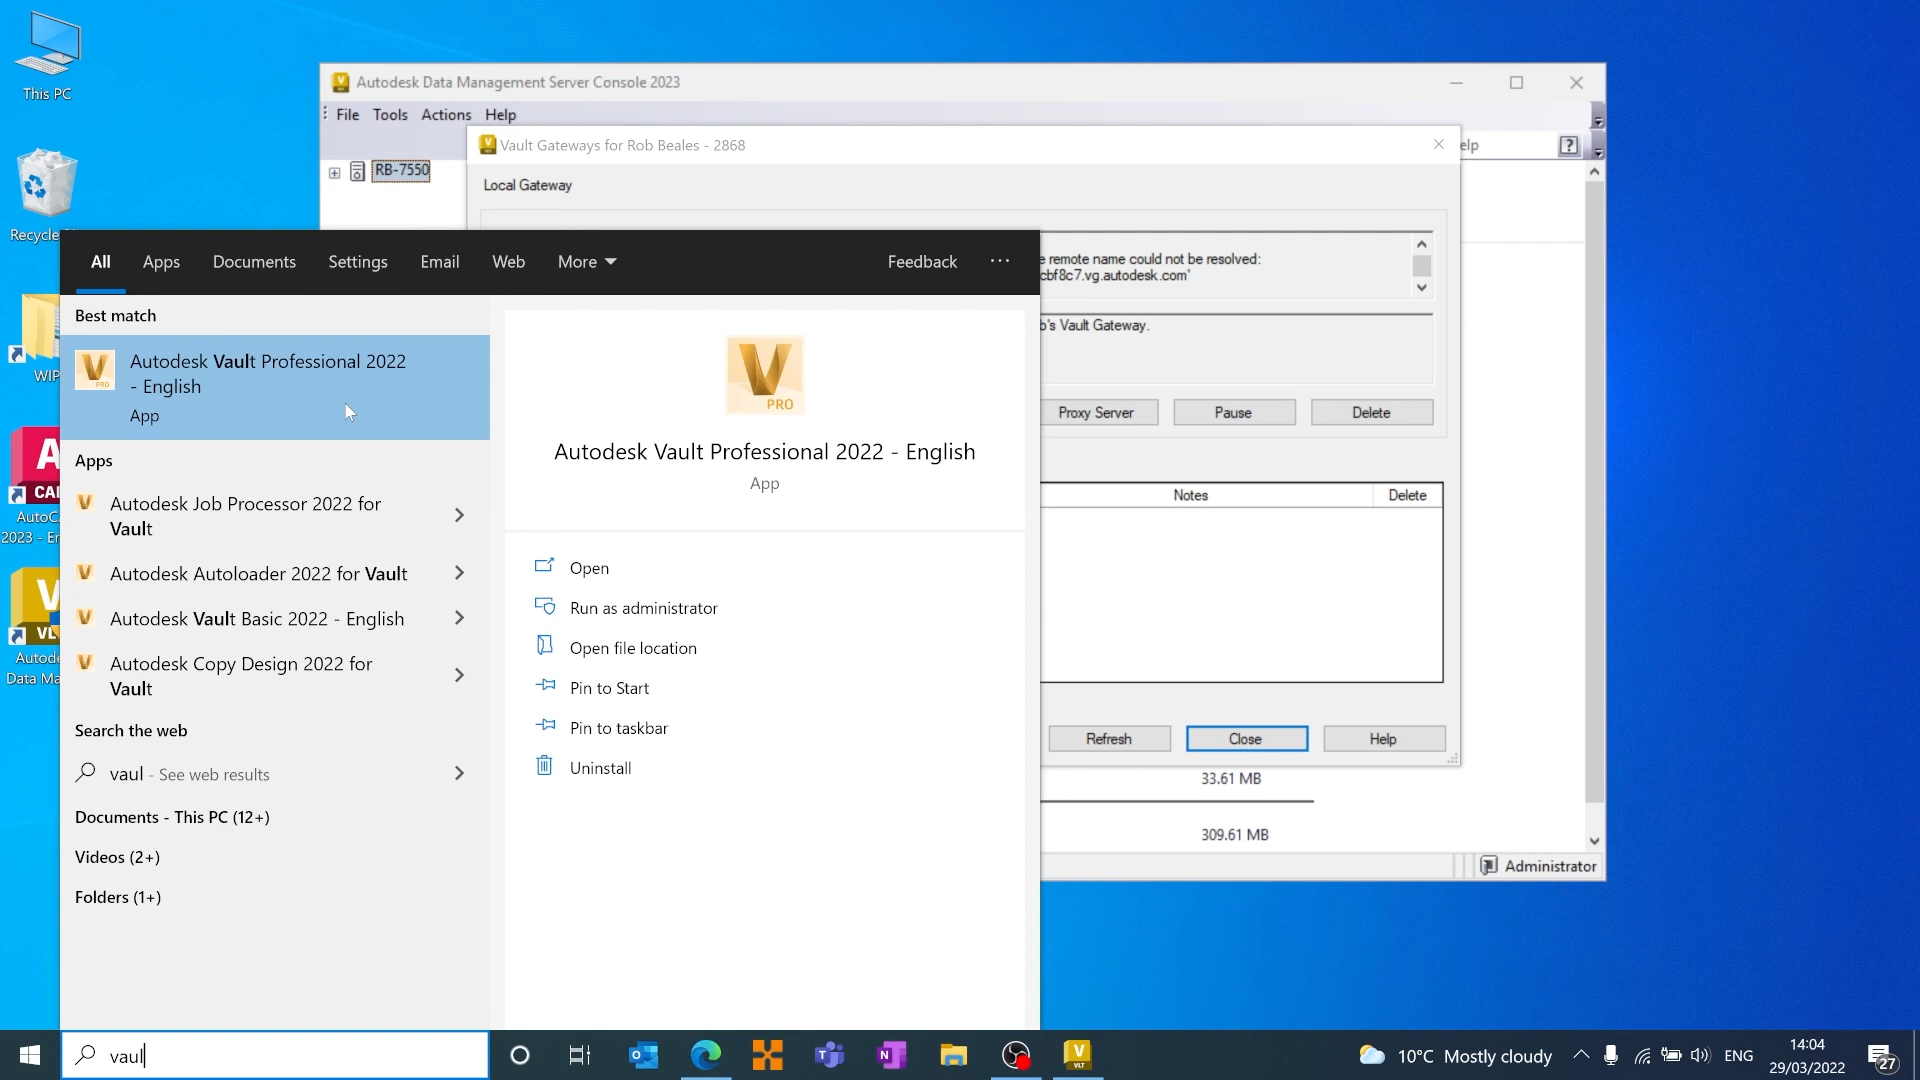 This PC
Recycle
WIP
CAI
AutoC
2023 - En
VL
Autode
Data Ma
Autodesk Data Management Server Console 2023
File Tools Actions Help
elp
RB-7550
Vault Gateways for Rob Beales - 2868
Local Gateway
e remote name could not be resolved:
cbf8c7.vg.autodesk.com'
b's Vault Gateway.
Proxy Server Pause Delete
Notes Delete
Refresh Close Help
33.61 MB
309.61 MB
Administrator
All Apps Documents Settings Email Web More Feedback ...
Best match
Autodesk Vault Professional 2022
- English
App
PRO
Apps
Autodesk Job Processor 2022 for
Vault
Autodesk Autoloader 2022 for Vault
Autodesk Vault Basic 2022 - English
Autodesk Copy Design 2022 for
Vault
Search the web
vaul - See web results
Documents - This PC (12+)
Videos (2+)
Folders (1+)
PRO
Autodesk Vault Professional 2022 - English
App
Open
Run as administrator
Open file location
Pin to Start
Pin to taskbar
Uninstall
vaul
VLT
10°C Mostly cloudy
ENG
14:04
29/03/2022
27